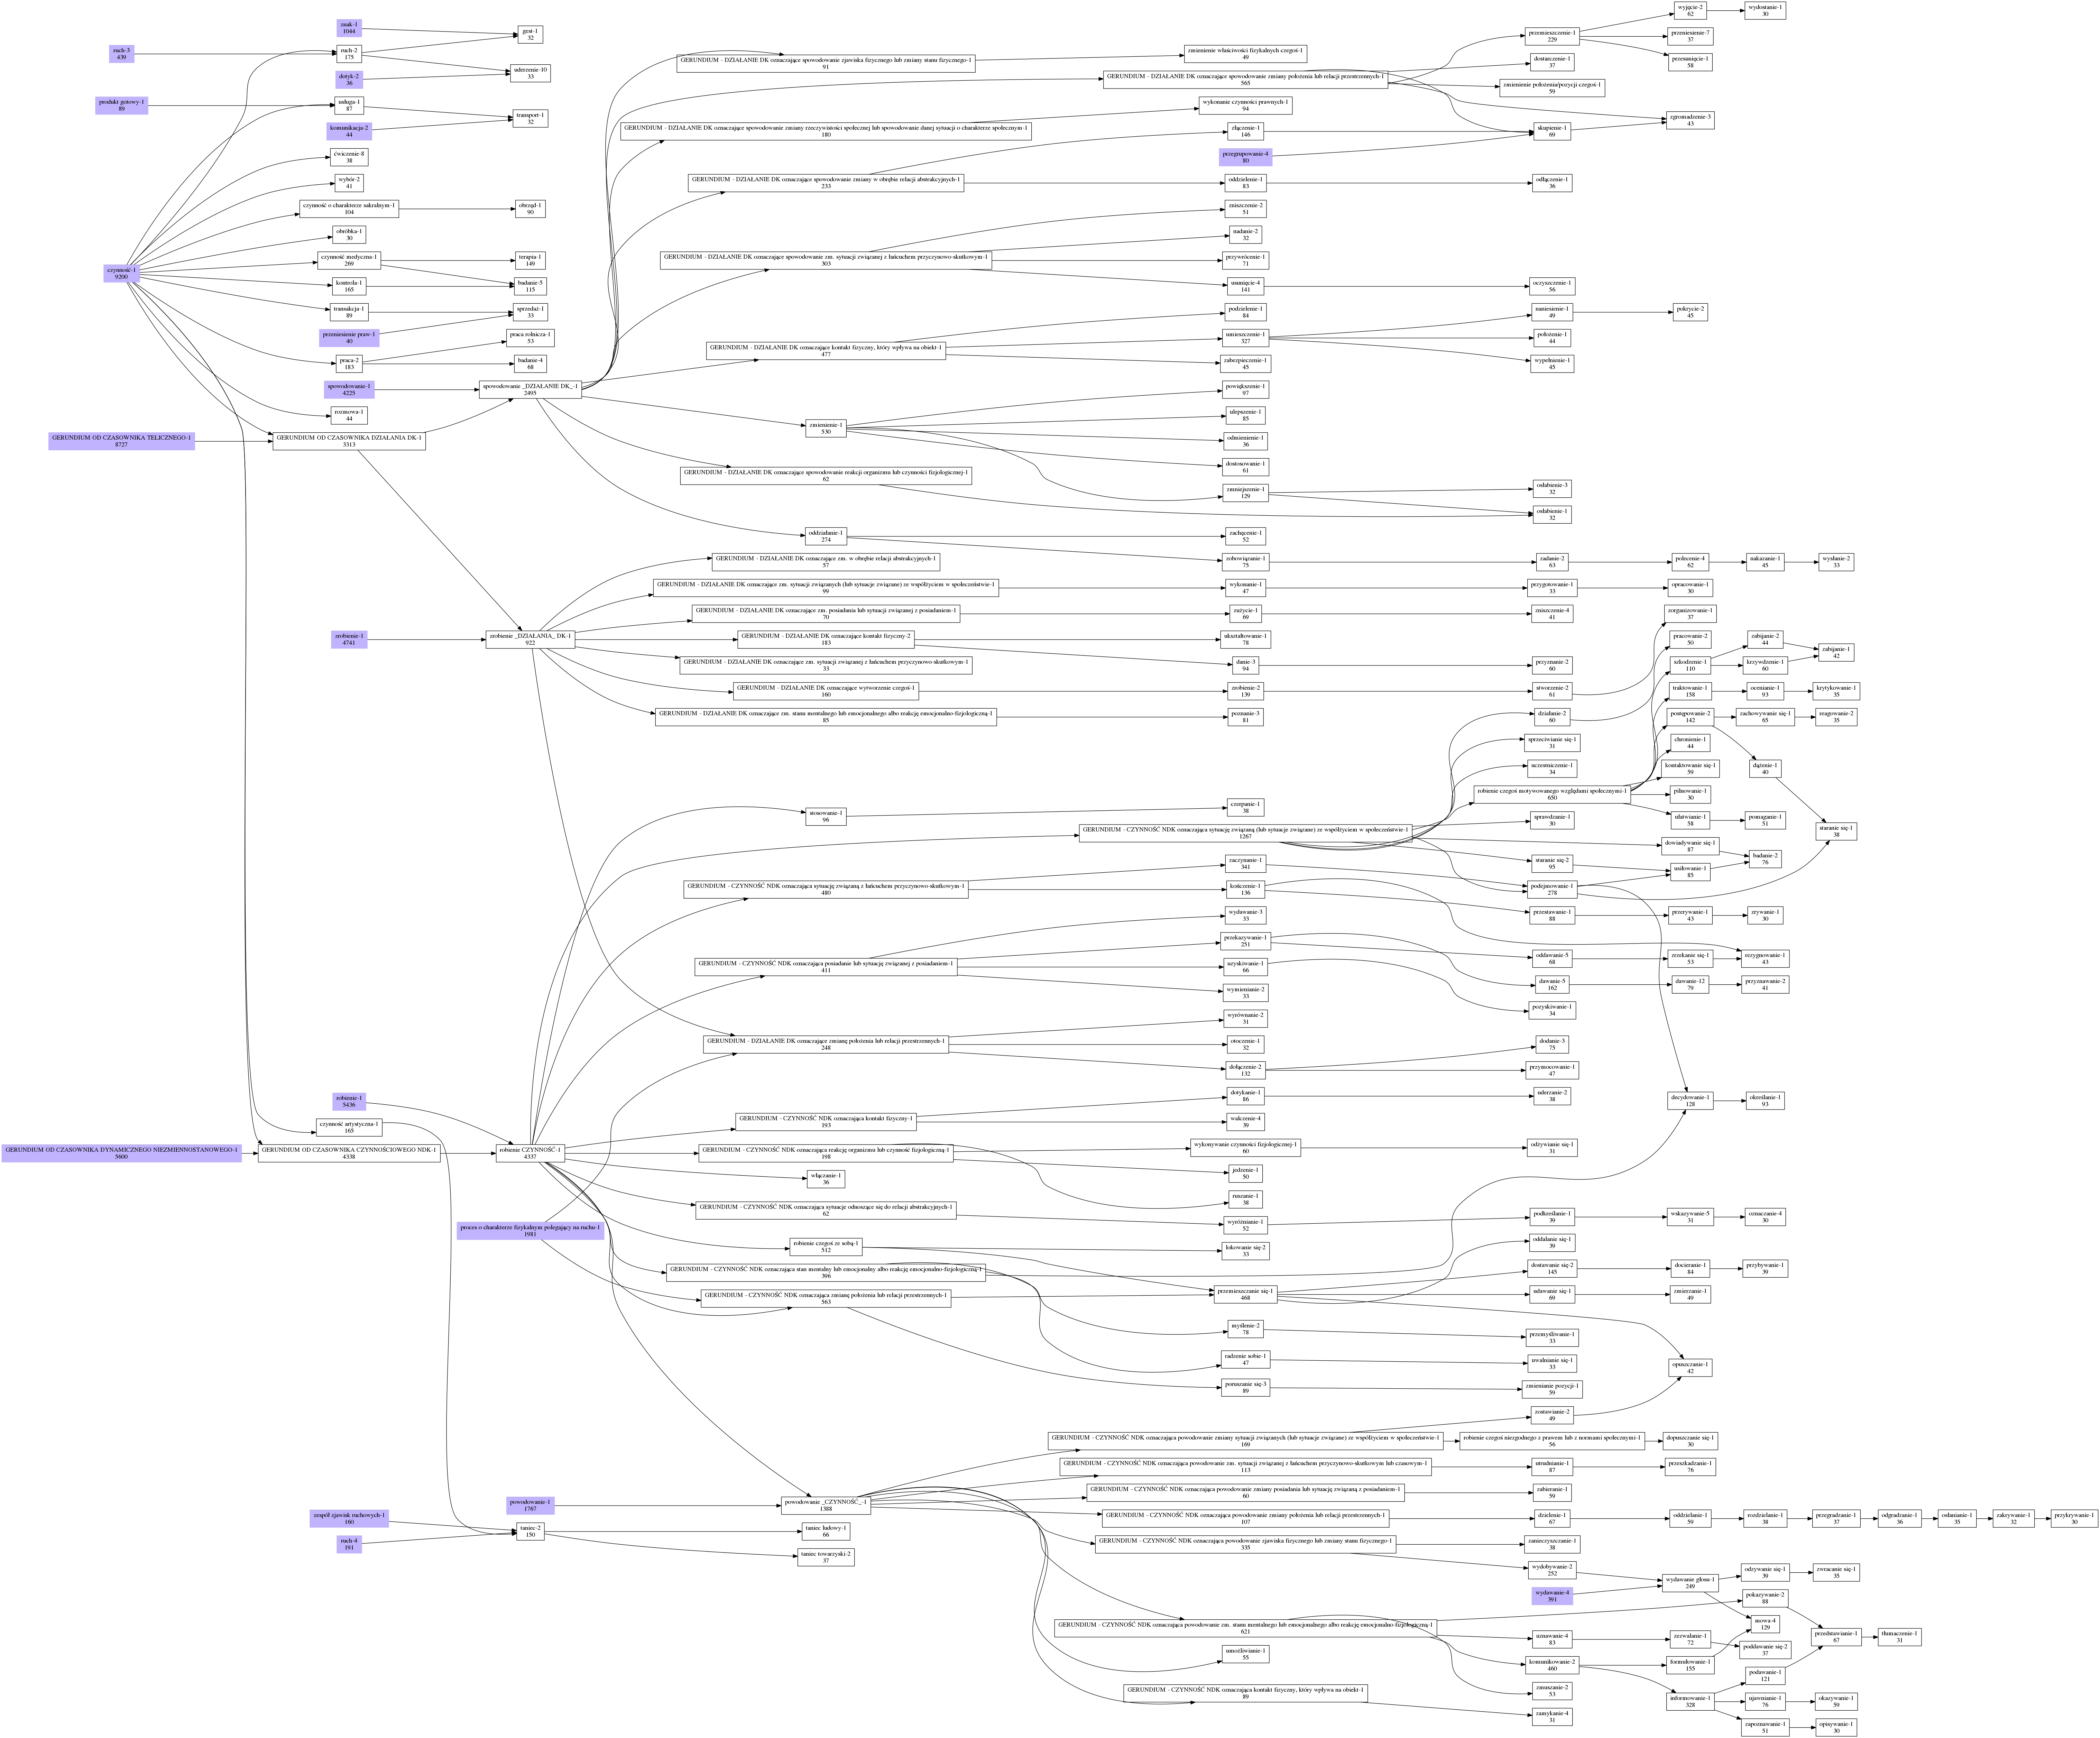 znak-1
1044
gest-1
32
ruch-3
439
ruch-2
175
dotyk-2
36
uderzenie-10
33
produkt gotowy-1
89
usługa-1
87
komunikacja-2
44
transport-1
32
ćwiczenie-8
38
wybór-2
41
czynność o charakterze sakralnym-1
104
obrzęd-1
90
obróbka-1
30
czynność-1
9200
czynność medyczna-1
269
terapia-1
149
kontrola-1
165
badanie-5
115
transakcja-1
89
sprzedaż-1
33
przeniesienie praw-1
40
praca-2
183
praca rolnicza-1
53
badanie-4
68
spowodowanie-1
4225
spowodowanie _DZIAŁANIE DK_-1
2495
rozmowa-1
44
GERUNDIUM OD CZASOWNIKA TELICZNEGO-1
8727
GERUNDIUM OD CZASOWNIKA DZIAŁANIA DK-1
3313
GERUNDIUM - DZIAŁANIE DK oznaczające spowodowanie zjawiska fizycznego lub zmiany stanu fizycznego-1
91
zmienienie właściwości fizykalnych czegoś-1
49
GERUNDIUM - DZIAŁANIE DK oznaczające spowodowanie zmiany położenia lub relacji przestrzennych-1
565
przemieszczenie-1
229
wyjęcie-2
62
wydostanie-1
30
przeniesienie-7
37
przesunięcie-1
58
dostarczenie-1
37
zmienienie położenia/pozycji czegoś-1
59
wykonanie czynności prawnych-1
94
GERUNDIUM - DZIAŁANIE DK oznaczające spowodowanie zmiany rzeczywistości społecznej lub spowodowanie danej sytuacji o charakterze społecznym-1
180
złączenie-1
146
skupienie-1
69
zgromadzenie-3
43
przegrupowanie-4
80
GERUNDIUM - DZIAŁANIE DK oznaczające spowodowanie zmiany w obrębie relacji abstrakcyjnych-1
233
oddzielenie-1
83
odłączenie-1
36
zniszczenie-2
51
nadanie-2
32
GERUNDIUM - DZIAŁANIE DK oznaczające spowodowanie zm. sytuacji związanej z łańcuchem przyczynowo-skutkowym-1
303
przywrócenie-1
71
usunięcie-4
141
oczyszczenie-1
56
podzielenie-1
84
naniesienie-1
49
pokrycie-2
45
GERUNDIUM - DZIAŁANIE DK oznaczające kontakt fizyczny, który wpływa na obiekt-1
477
umieszczenie-1
327
położenie-1
44
zabezpieczenie-1
45
wypełnienie-1
45
powiększenie-1
97
ulepszenie-1
85
zmienienie-1
530
odmienienie-1
36
dostosowanie-1
61
GERUNDIUM - DZIAŁANIE DK oznaczające spowodowanie reakcji organizmu lub czynności fizjologicznej-1
62
zmniejszenie-1
129
osłabienie-3
32
osłabienie-1
32
oddziałanie-1
274
zachęcenie-1
52
zobowiązanie-1
75
zadanie-2
63
polecenie-4
62
nakazanie-1
45
wysłanie-2
33
GERUNDIUM - DZIAŁANIE DK oznaczające zm. w obrębie relacji abstrakcyjnych-1
57
GERUNDIUM - DZIAŁANIE DK oznaczające zm. sytuacji związanych (lub sytuacje związane) ze współżyciem w społeczeństwie-1
99
wykonanie-1
47
przygotowanie-1
33
opracowanie-1
30
GERUNDIUM - DZIAŁANIE DK oznaczające zm. posiadania lub sytuacji związanej z posiadaniem-1
70
zużycie-1
69
zniszczenie-4
41
zorganizowanie-1
37
zrobienie-1
4741
zrobienie _DZIAŁANIA_ DK-1
922
GERUNDIUM - DZIAŁANIE DK oznaczające kontakt fizyczny-2
183
ukształtowanie-1
78
danie-3
94
przyznanie-2
60
GERUNDIUM - DZIAŁANIE DK oznaczające zm. sytuacji związanej z łańcuchem przyczynowo-skutkowym-1
33
GERUNDIUM - DZIAŁANIE DK oznaczające wytworzenie czegoś-1
160
zrobienie-2
139
stworzenie-2
61
GERUNDIUM - DZIAŁANIE DK oznaczające zm. stanu mentalnego lub emocjonalnego albo reakcję emocjonalno-fizjologiczną-1
85
poznanie-3
81
pracowanie-2
50
szkodzenie-1
110
zabijanie-2
44
krzywdzenie-1
60
zabijanie-1
42
traktowanie-1
158
ocenianie-1
93
krytykowanie-1
35
działanie-2
60
postępowanie-2
142
zachowywanie się-1
65
reagowanie-2
35
sprzeciwianie się-1
31
chronienie-1
44
uczestniczenie-1
34
kontaktowanie się-1
59
dążenie-1
40
robienie czegoś motywowanego względami społecznymi-1
650
pilnowanie-1
30
ułatwianie-1
58
pomaganie-1
51
staranie się-1
38
stosowanie-1
96
czerpanie-1
38
GERUNDIUM - CZYNNOŚĆ NDK oznaczająca sytuację związaną (lub sytuacje związane) ze współżyciem w społeczeństwie-1
1267
sprawdzanie-1
30
dowiadywanie się-1
87
staranie się-2
95
usiłowanie-1
85
badanie-2
76
zaczynanie-1
341
podejmowanie-1
278
GERUNDIUM - CZYNNOŚĆ NDK oznaczająca sytuację związaną z łańcuchem przyczynowo-skutkowym-1
480
kończenie-1
136
przestawanie-1
88
przerywanie-1
43
zrywanie-1
30
wydawanie-3
33
przekazywanie-1
251
GERUNDIUM - CZYNNOŚĆ NDK oznaczająca posiadanie lub sytuację związanej z posiadaniem-1
411
uzyskiwanie-1
66
wymienianie-2
33
oddawanie-5
68
zrzekanie się-1
53
rezygnowanie-1
43
dawanie-5
162
dawanie-12
79
przyznawanie-2
41
pozyskiwanie-1
34
wyrównanie-2
31
GERUNDIUM - DZIAŁANIE DK oznaczające zmianę położenia lub relacji przestrzennych-1
248
otoczenie-1
32
dołączenie-2
132
dodanie-3
75
przymocowanie-1
47
robienie-1
5436
dotykanie-1
86
uderzanie-2
38
decydowanie-1
128
określanie-1
93
GERUNDIUM - CZYNNOŚĆ NDK oznaczająca kontakt fizyczny-1
193
walczenie-4
39
czynność artystyczna-1
165
GERUNDIUM OD CZASOWNIKA DYNAMICZNEGO NIEZMIENNOSTANOWEGO-1
5600
GERUNDIUM OD CZASOWNIKA CZYNNOŚCIOWEGO NDK-1
4338
robienie CZYNNOŚĆ-1
4337
GERUNDIUM - CZYNNOŚĆ NDK oznaczająca reakcję organizmu lub czynność fizjologiczną-1
198
wykonywanie czynności fizjologicznej-1
60
odżywianie się-1
31
jedzenie-1
50
włączanie-1
36
ruszanie-1
38
GERUNDIUM - CZYNNOŚĆ NDK oznaczająca sytuacje odnoszące się do relacji abstrakcyjnych-1
62
wyróżnianie-1
52
podkreślanie-1
39
wskazywanie-5
31
oznaczanie-4
30
proces o charakterze fizykalnym polegający na ruchu-1
1981
robienie czegoś ze sobą-1
512
lokowanie się-2
33
oddalanie się-1
39
GERUNDIUM - CZYNNOŚĆ NDK oznaczająca stan mentalny lub emocjonalny albo reakcję emocjonalno-fizjologiczną-1
396
dostawanie się-2
145
docieranie-1
84
przybywanie-1
39
GERUNDIUM - CZYNNOŚĆ NDK oznaczająca zmianę położenia lub relacji przestrzennych-1
563
przemieszczanie się-1
468
udawanie się-1
69
zmierzanie-1
49
myślenie-2
78
przemyśliwanie-1
33
radzenie sobie-1
47
uwalnianie się-1
33
opuszczanie-1
42
poruszanie się-3
89
zmienianie pozycji-1
59
zostawianie-2
49
GERUNDIUM - CZYNNOŚĆ NDK oznaczająca powodowanie zmiany sytuacji związanych (lub sytuacje związane) ze współżyciem w społeczeństwie-1
169
robienie czegoś niezgodnego z prawem lub z normami społecznymi-1
56
dopuszczanie się-1
30
GERUNDIUM - CZYNNOŚĆ NDK oznaczająca powodowanie zm. sytuacji związanej z łańcuchem przyczynowo-skutkowym lub czasowym-1
113
utrudnianie-1
87
przeszkadzanie-1
76
GERUNDIUM - CZYNNOŚĆ NDK oznaczająca powodowanie zmiany posiadania lub sytuację związaną z posiadaniem-1
60
zabieranie-1
59
powodowanie-1
1767
powodowanie _CZYNNOŚĆ_-1
1388
GERUNDIUM - CZYNNOŚĆ NDK oznaczająca powodowanie zmiany położenia lub relacji przestrzennych-1
107
dzielenie-1
67
oddzielanie-1
59
rozdzielanie-1
38
przegradzanie-1
37
odgradzanie-1
36
osłanianie-1
35
zakrywanie-1
32
przykrywanie-1
30
zespół zjawisk ruchowych-1
160
taniec-2
150
taniec ludowy-1
66
ruch-4
191
taniec towarzyski-2
37
GERUNDIUM - CZYNNOŚĆ NDK oznaczająca powodowanie zjawiska fizycznego lub zmiany stanu fizycznego-1
335
zanieczyszczanie-1
38
wydobywanie-2
252
wydawanie głosu-1
249
odzywanie się-1
39
zwracanie się-1
35
wydawanie-4
391
pokazywanie-2
88
mowa-4
129
GERUNDIUM - CZYNNOŚĆ NDK oznaczająca powodowanie zm. stanu mentalnego lub emocjonalnego albo reakcję emocjonalno-fizjologiczną-1
621
uznawanie-4
83
zezwalanie-1
72
poddawanie się-2
37
przedstawianie-1
67
tłumaczenie-1
31
umożliwianie-1
55
komunikowanie-2
460
formułowanie-1
155
podawanie-1
121
zmuszanie-2
53
informowanie-1
328
ujawnianie-1
76
okazywanie-1
59
GERUNDIUM - CZYNNOŚĆ NDK oznaczająca kontakt fizyczny, który wpływa na obiekt-1
89
zamykanie-4
31
zapoznawanie-1
51
opisywanie-1
30